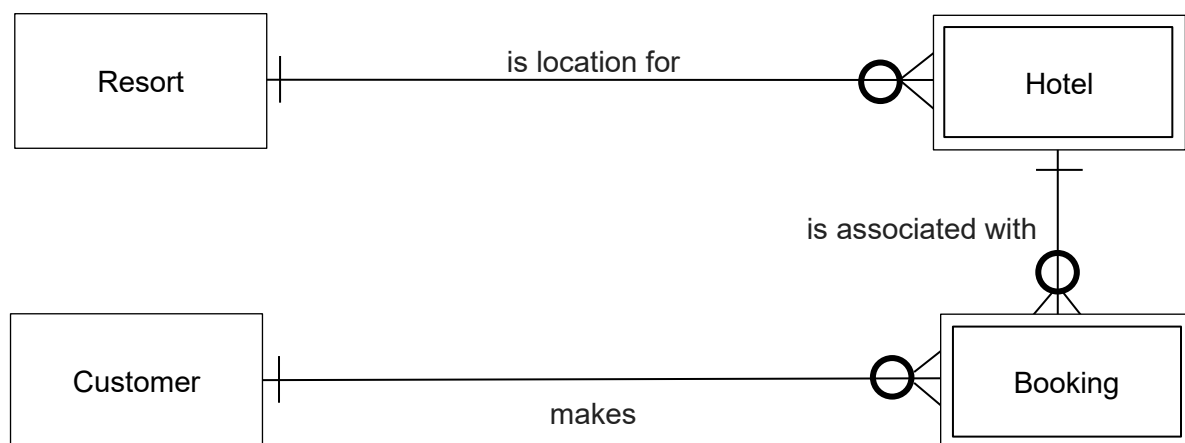 is location for
Resort
Hotel
is associated with
Customer
Booking
makes